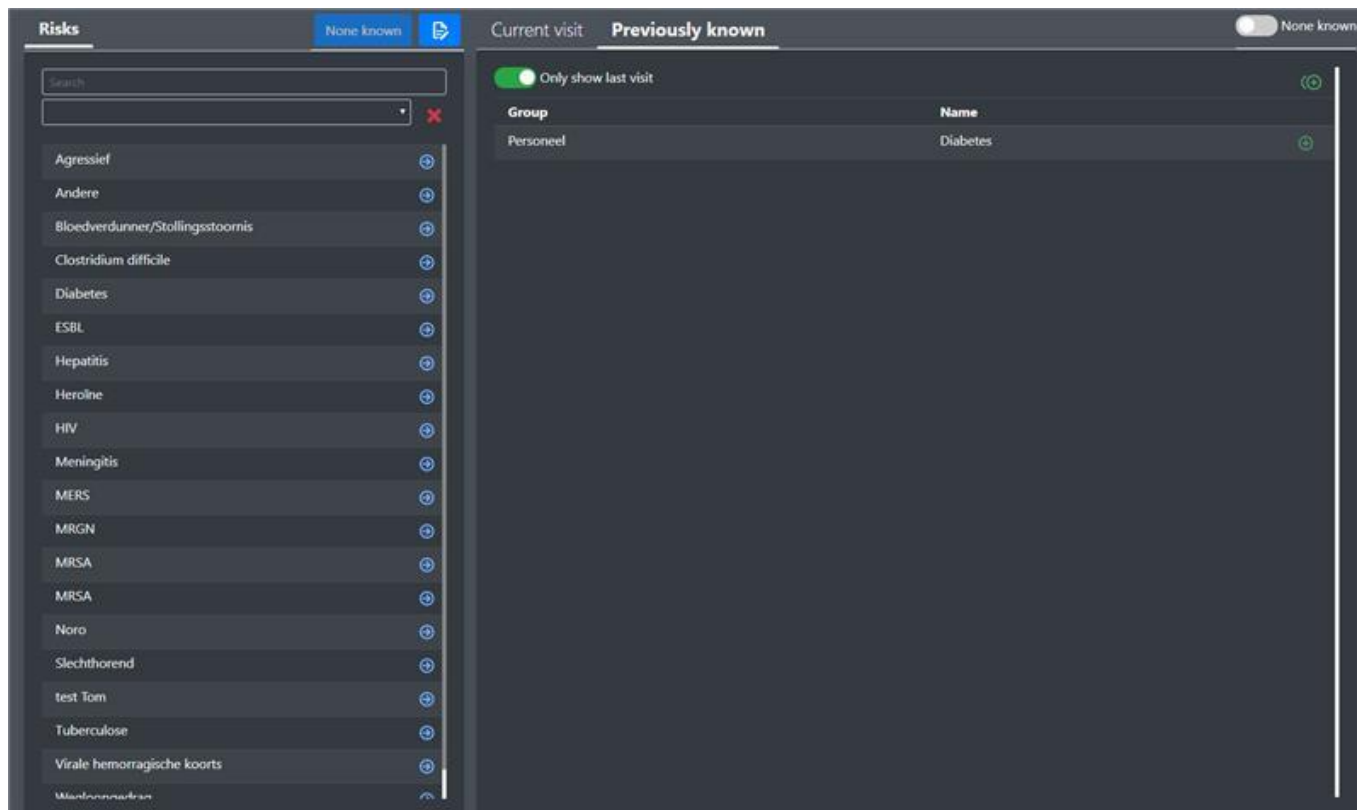 Risks
None known
Search
Agressief
Andere
Bloedverdunner/Stollingsstoornis
Clostridium difficile
Diabetes
ESBL
Hepatitis
Heroïne
HIV
Meningitis
MERS
MRGN
MRSA
MRSA
Noro
Slechthorend
test Tom
Tuberculose
Virale hemorragische koorts
Wegloopgedrag
Current visit Previously known
None known
Only show last visit
Group Name
Personeel Diabetes